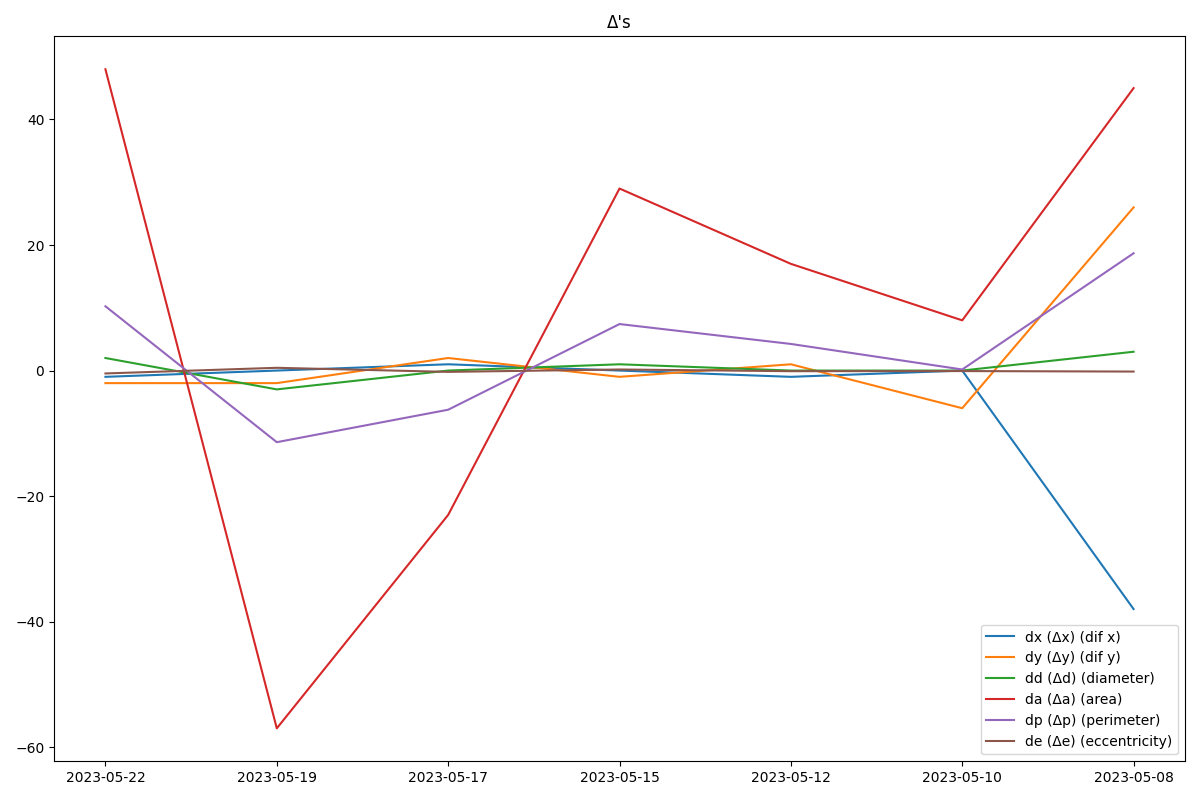 Δ's
40
20
0
−20
−40
−60
2023-05-22 2023-05-19 2023-05-17 2023-05-15 2023-05-12 2023-05-10 2023-05-08
dx (Δx) (dif x)
dy (Δy) (dif y)
dd (Δd) (diameter)
da (Δa) (area)
dp (Δp) (perimeter)
de (Δe) (eccentricity)